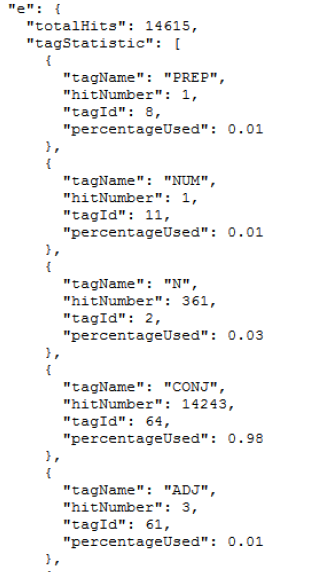 "e": {
"totalHits": 14615,
"tagStatistic": [
{
"tagName": "PREP",
"hitNumber": 1,
"tagId": 8,
"percentageUsed": 0.01
},
{
"tagName": "NUM",
"hitNumber": 1,
"tagId": 11,
"percentageUsed": 0.01
},
{
"tagName": "N",
"hitNumber": 361,
"tagId": 2,
"percentageUsed": 0.03
},
{
"tagName": "CONJ",
"hitNumber": 14243,
"tagId": 64,
"percentageUsed": 0.98
},
{
"tagName": "ADJ",
"hitNumber": 3,
"tagId": 61,
"percentageUsed": 0.01
},